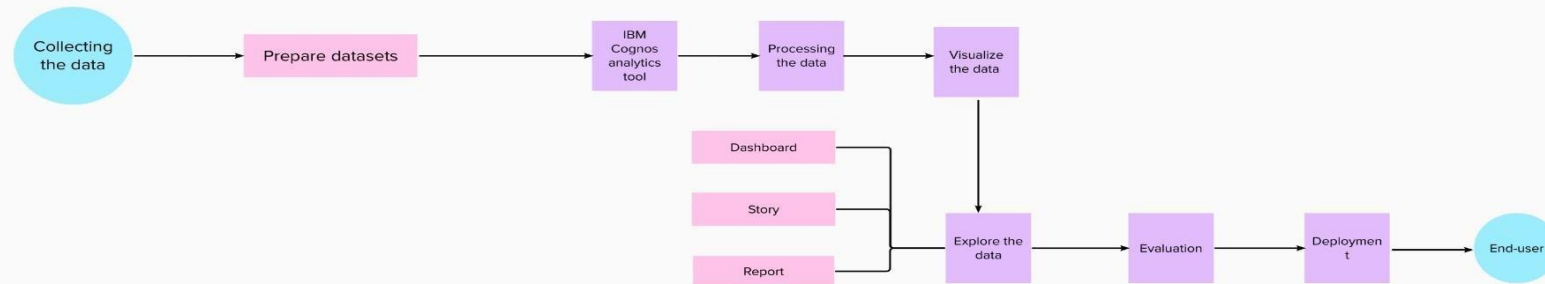 Collecting
the data
Prepare datasets
IBM
Cognos
analytics
tool
Processing
the data
Visualize
the data
Dashboard
Story
Report
Explore the
data
Evaluation
Deploymen
t
End-user